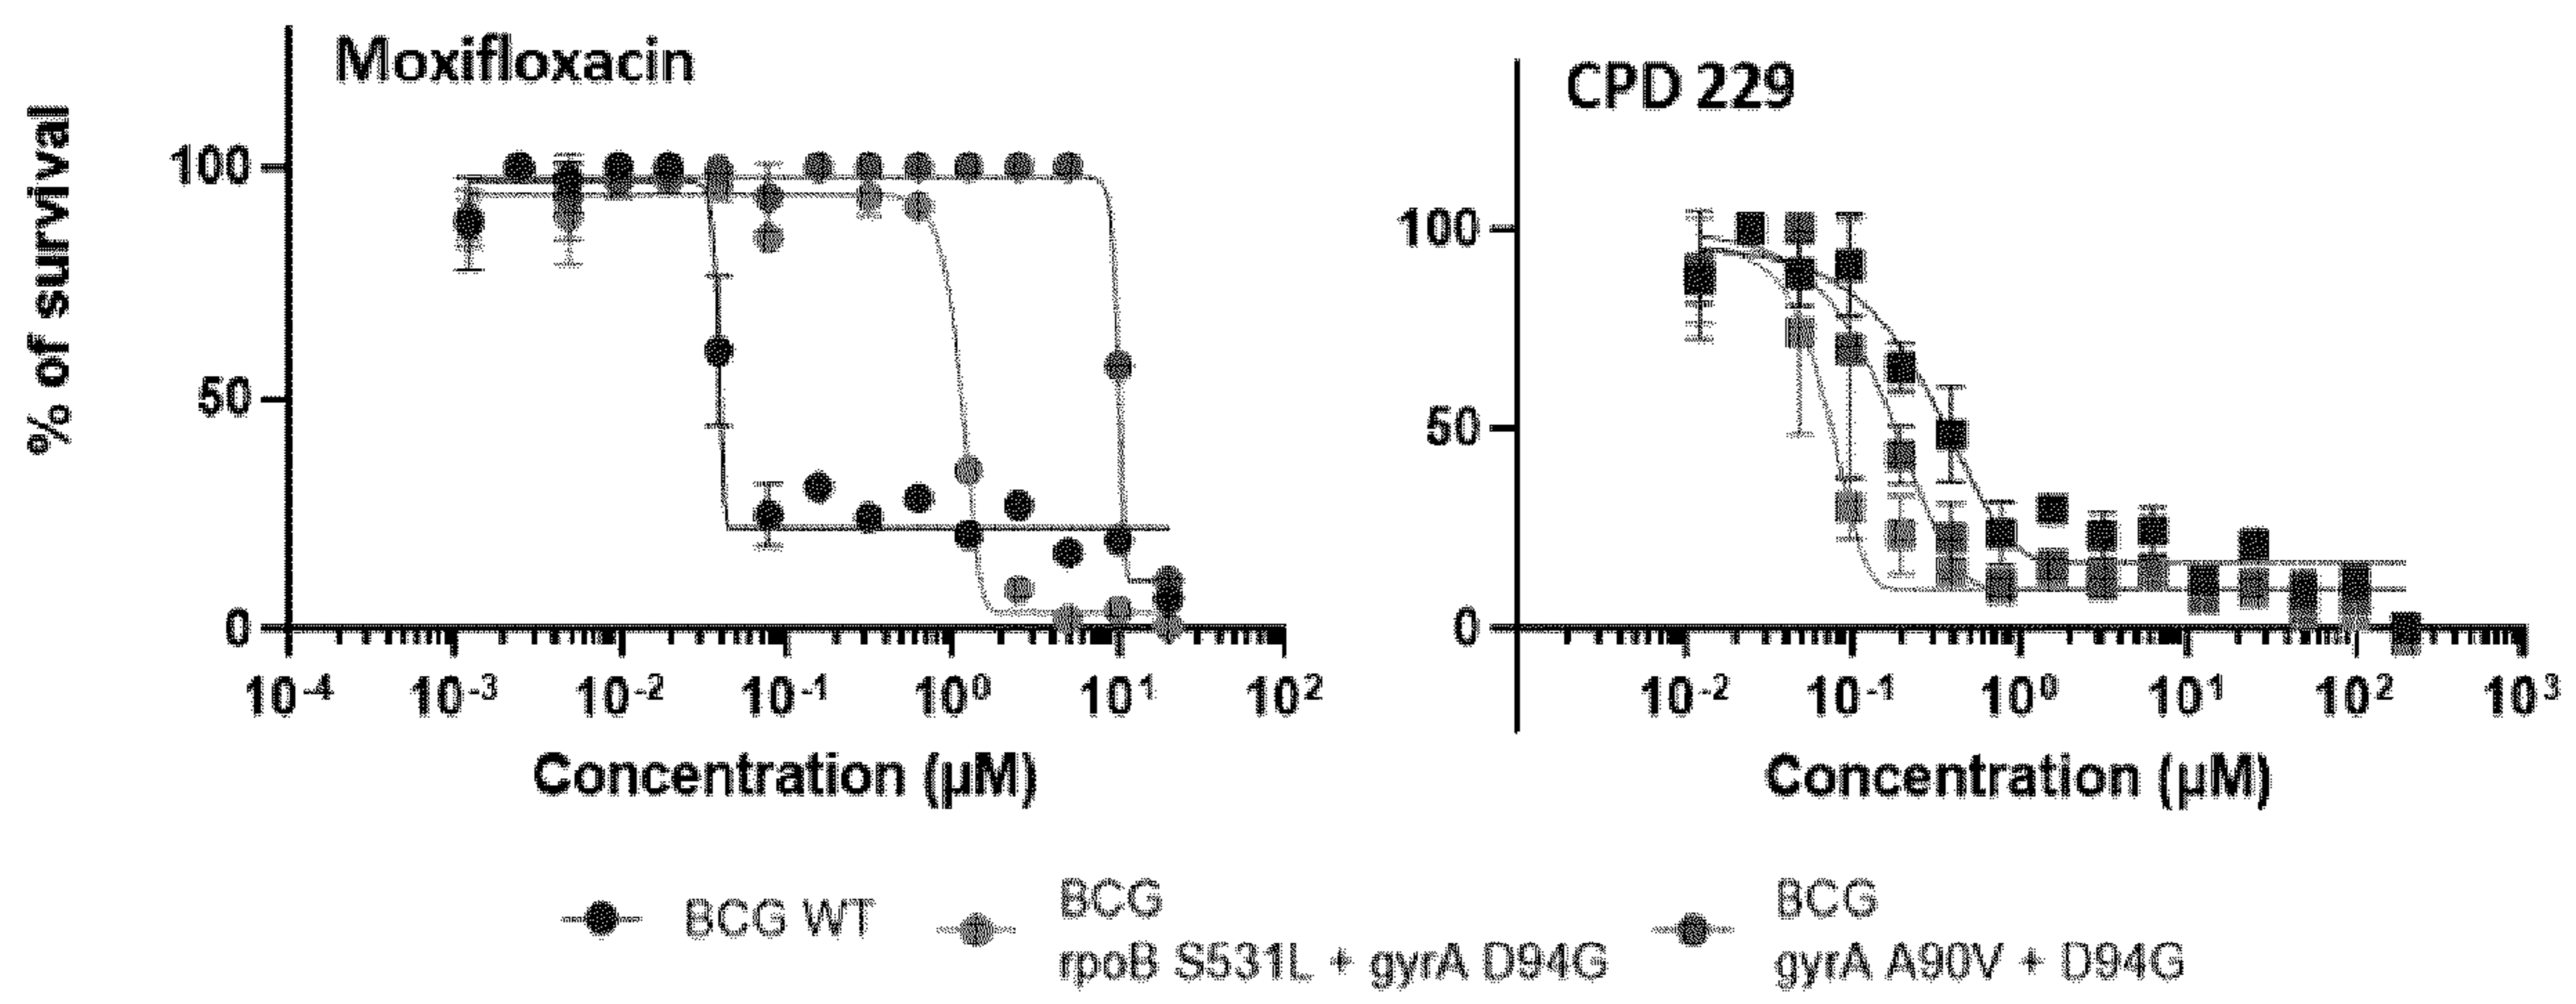 Moxifloxacin
% of survival
100
50
0
10-4 10-3 10-2 10-1 100 101 102
Concentration (µM)
CPD 229
100
50
0
10-2 10-1 100 101 102 103
Concentration (µM)
BCG WT
BCG
rpoB S531L + gyrA D94G
BCG
gyrA A90V + D94G